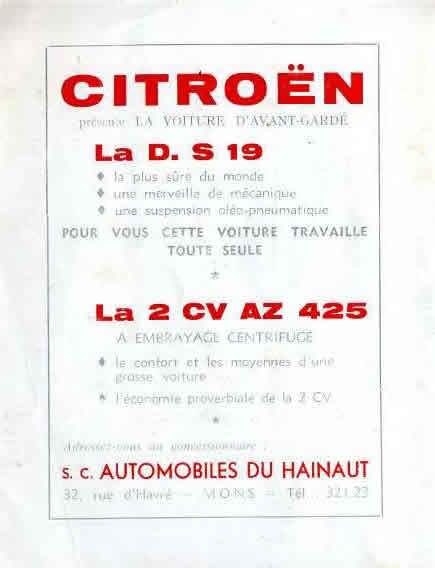 CITROËN
présente LA VOITURE D'AVANT-GARDE
La D. S 19
♦ la plus sûre du monde
♦ une merveille de mécanique
♦ une suspension oléo-pneumatique
POUR VOUS CETTE VOITURE TRAVAILLE
TOUTE SEULE
*
La 2 CV AZ 425
A EMBRAYAGE CENTRIFUGE
♦ le confort et les moyennes d'une
grosse voiture
* l'économie proverbiale de la 2 CV
*
Adressez-vous au concessionnaire :
S. C. AUTOMOBILES DU HAINAUT
32, rue d'Havré — MONS — Tél. 321.23